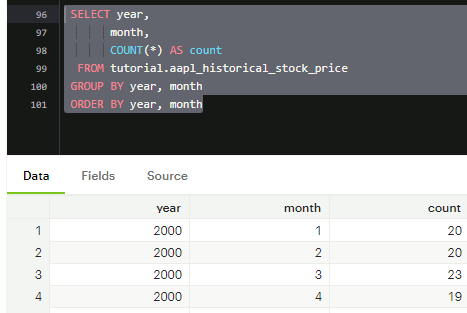 96 SELECT year,
97 month,
98 COUNT(*) AS count
99 FROM tutorial.aapl_historical_stock_price
100 GROUP BY year, month
101 ORDER BY year, month
Data Fields Source
year month count
1 2000 1 20
2 2000 2 20
3 2000 3 23
4 2000 4 19